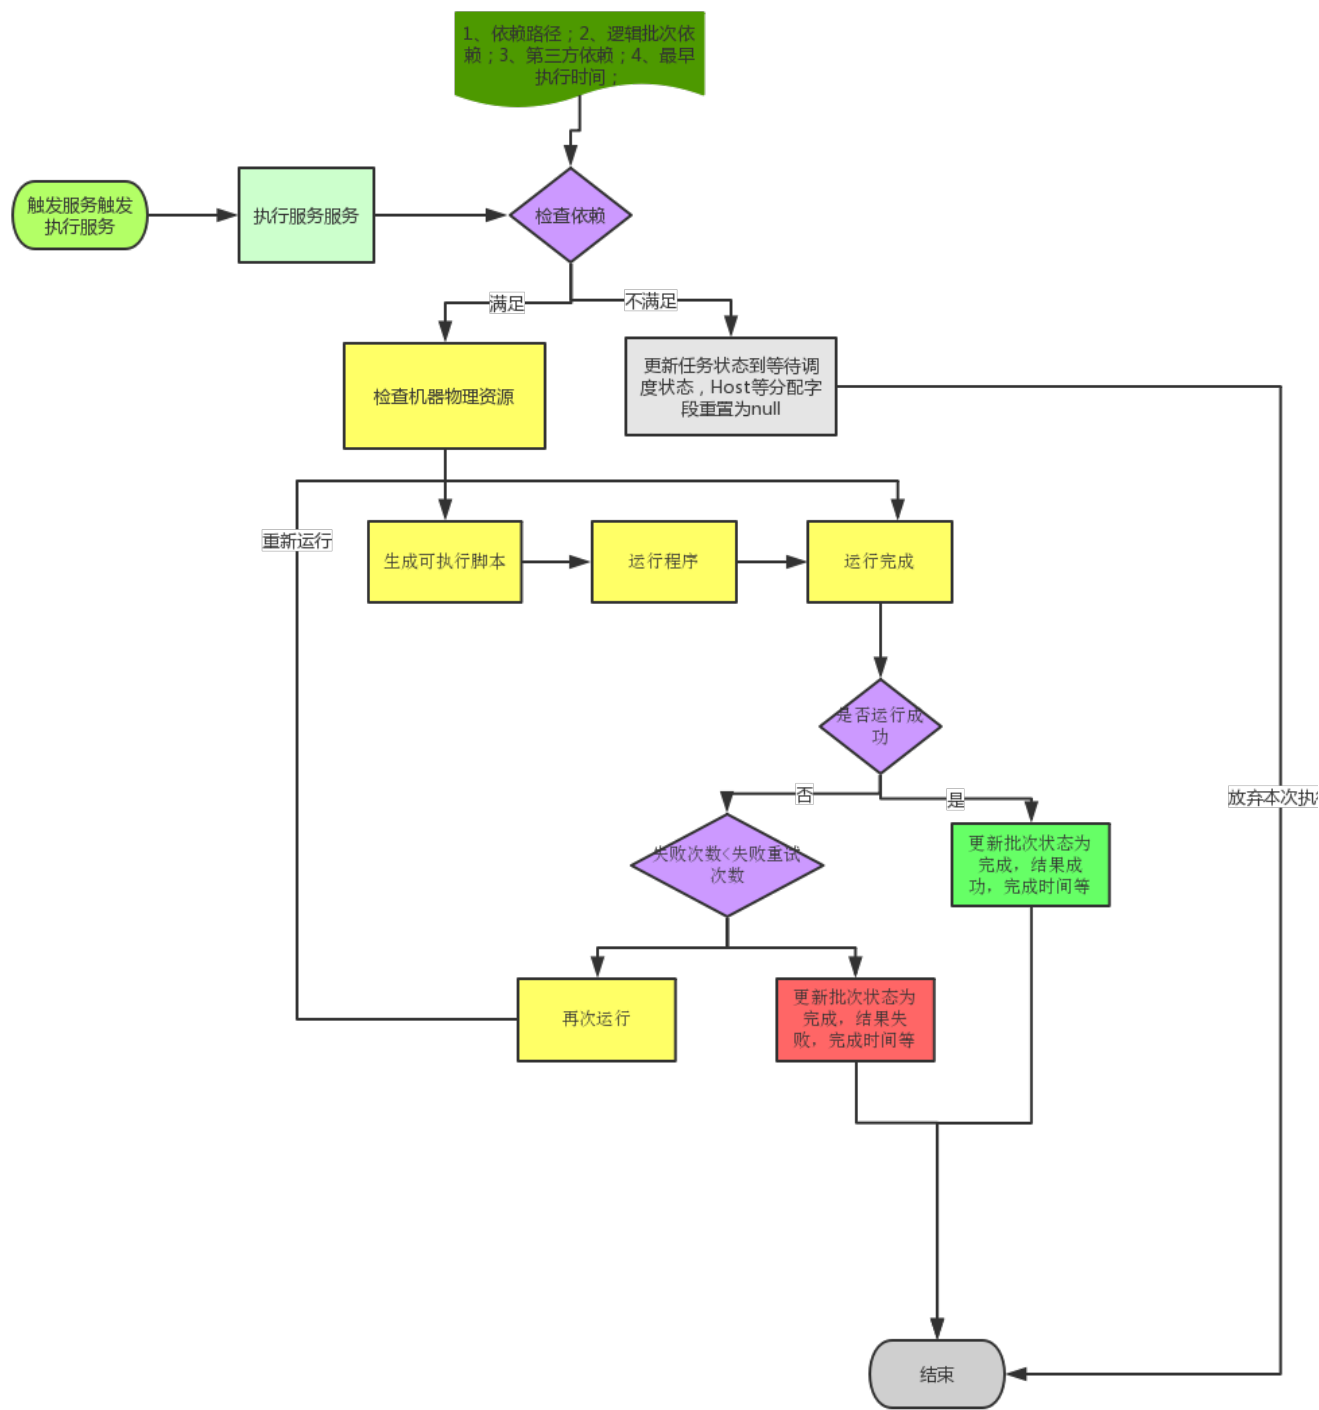 1、依赖路径；2、逻辑批次依
赖；3、第三方依赖；4、最早
执行时间；
触发服务触发
执行服务
执行服务服务
检查依赖
满足
不满足
检查机器物理资源
更新任务状态到等待调
度状态，Host等分配字
段重置为null
重新运行
生成可执行脚本
运行程序
运行完成
是否运行成
功
否
是
放弃本次执
失败次数<失败重试
次数
更新批次状态为
完成，结果成
功，完成时间等
再次运行
更新批次状态为
完成，结果失
败，完成时间等
结束